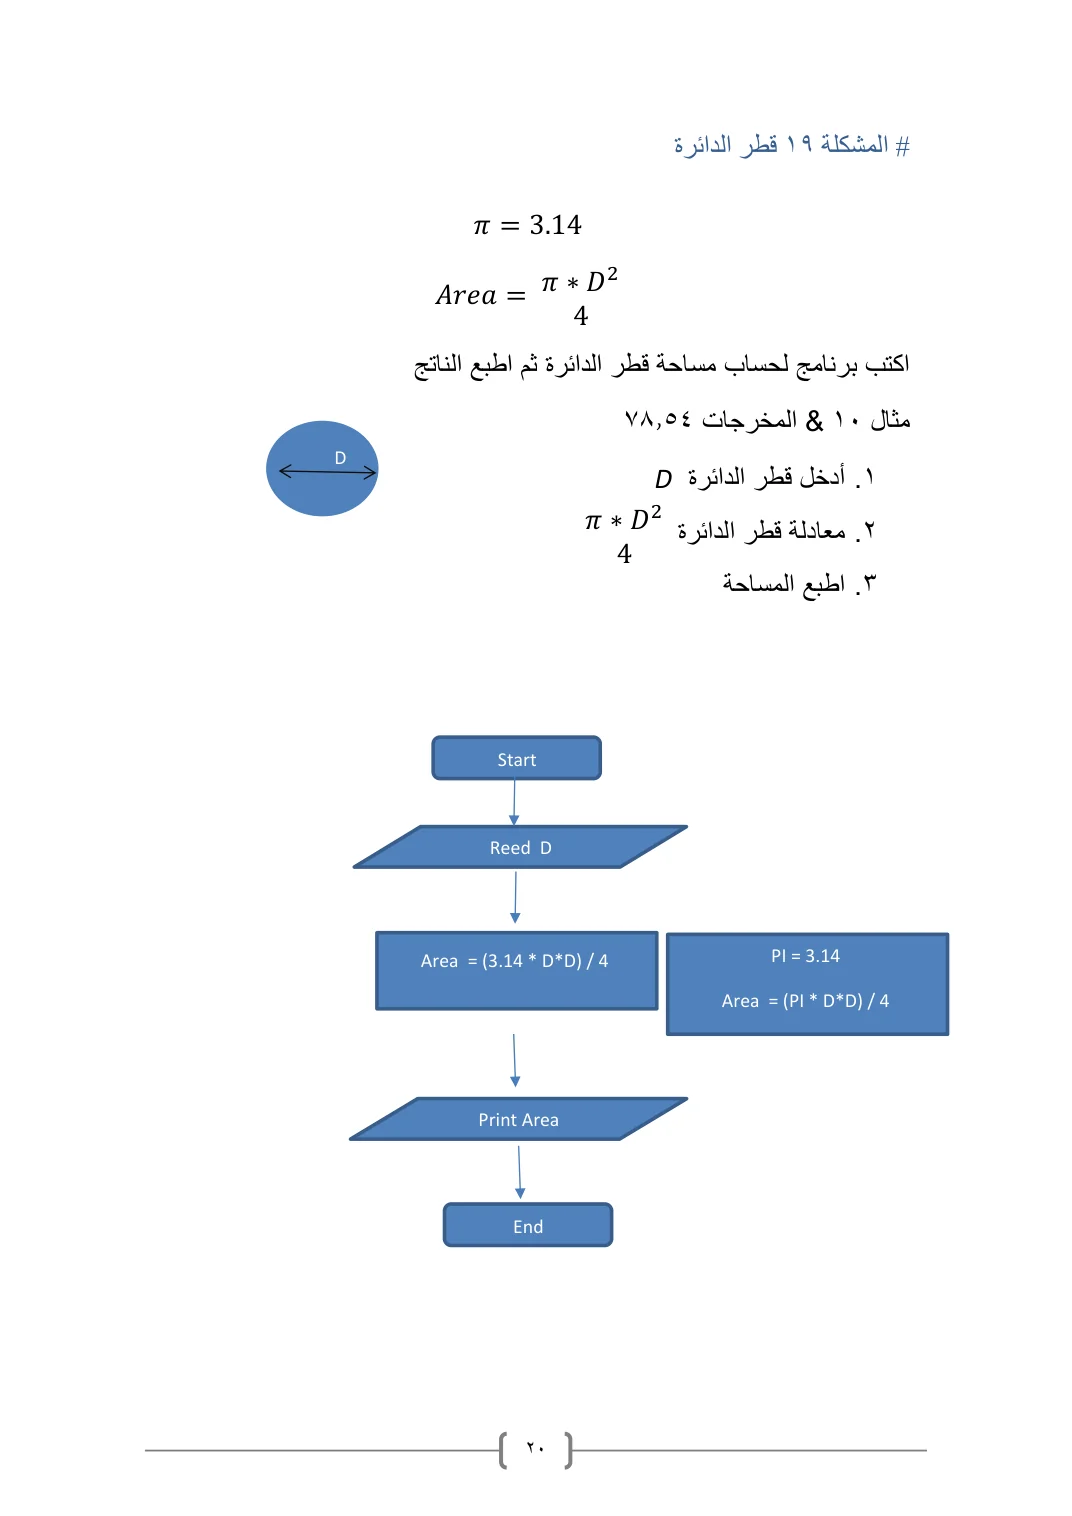 # المشكلة ١٩ قطر الدائرة
π = 3.14
Area = π * D² / 4
اكتب برنامج لحساب مساحة قطر الدائرة ثم اطبع الناتج
مثال ١٠ & المخرجات ٧٨,٥٤
D
١. أدخل قطر الدائرة D
٢. معادلة قطر الدائرة π * D² / 4
٣. اطبع المساحة
Start
Reed D
Area = (3.14 * D*D) / 4
PI = 3.14
Area = (PI * D*D) / 4
Print Area
End
٢٠